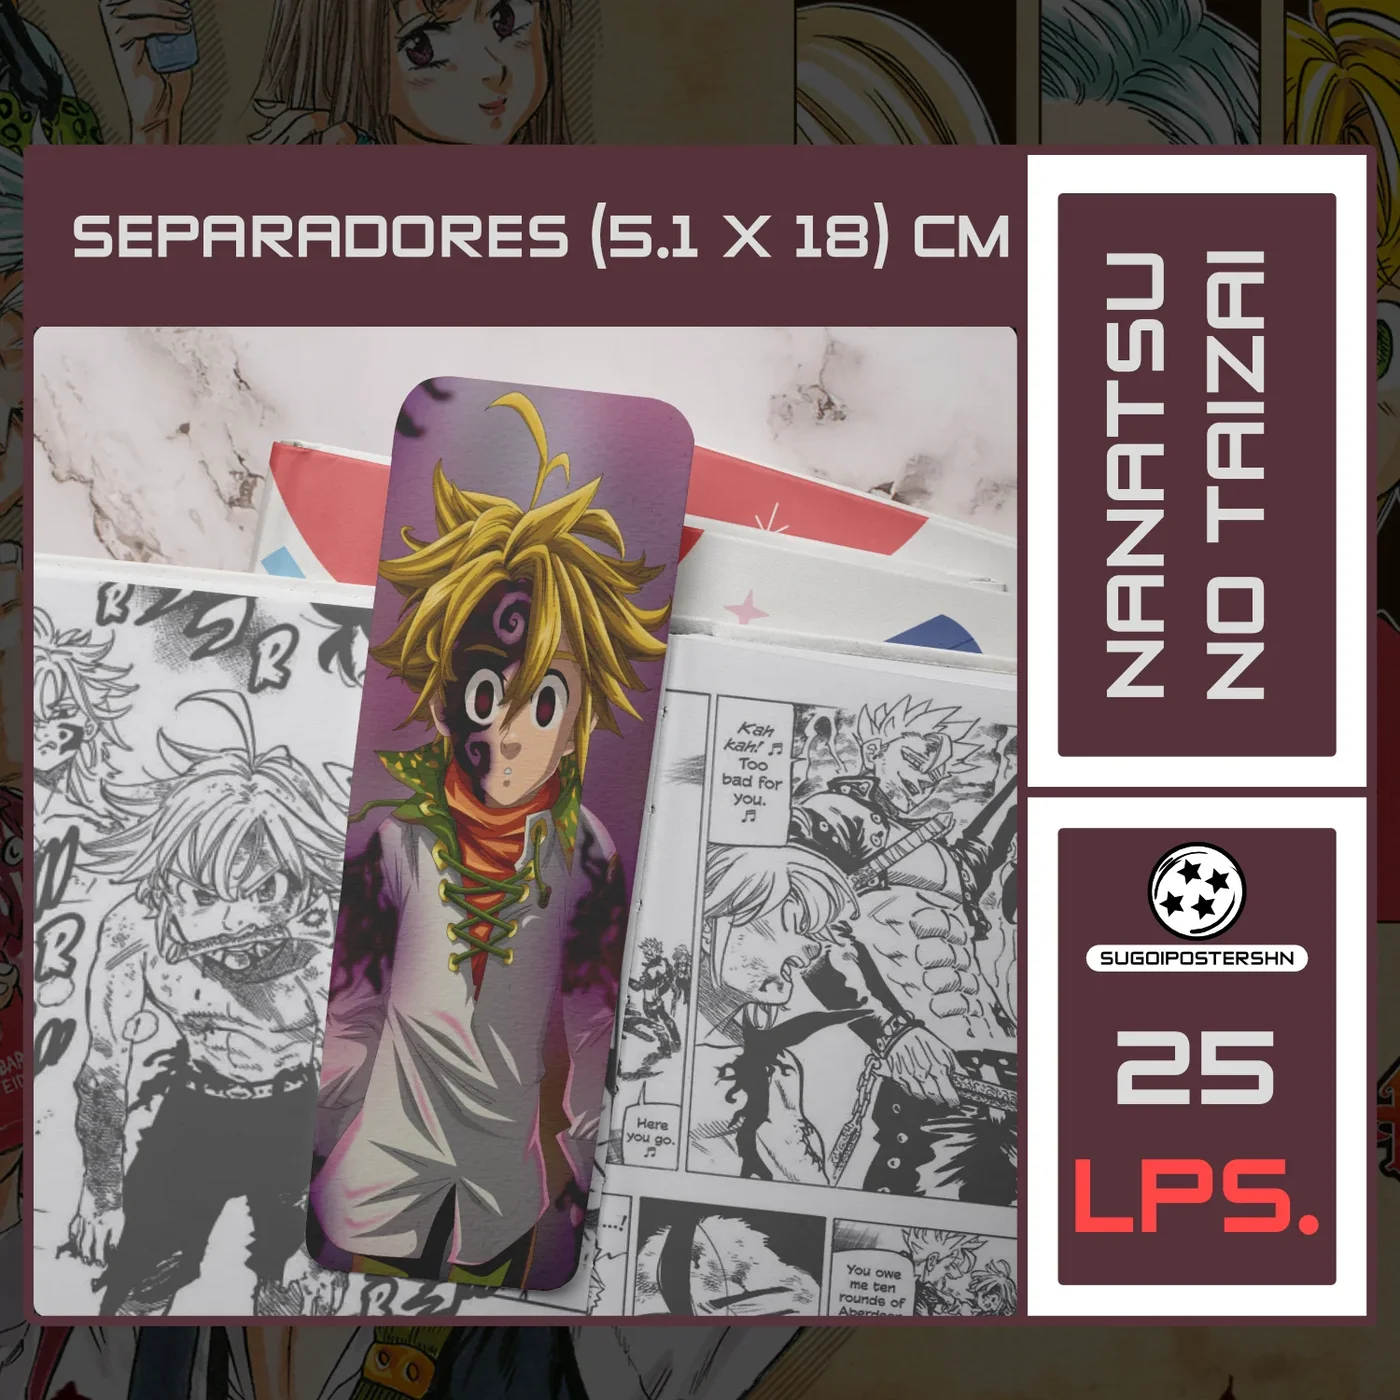 SEPARADORES (5.1 X 18) CM
NANATSU
NO TAIZAI
Kah
kah! ♫
Too
bad for
you.
♫
Here
you go.
♫
...!
You owe
me ten
rounds of
SUGOIPOSTERSHN
25
LPS.